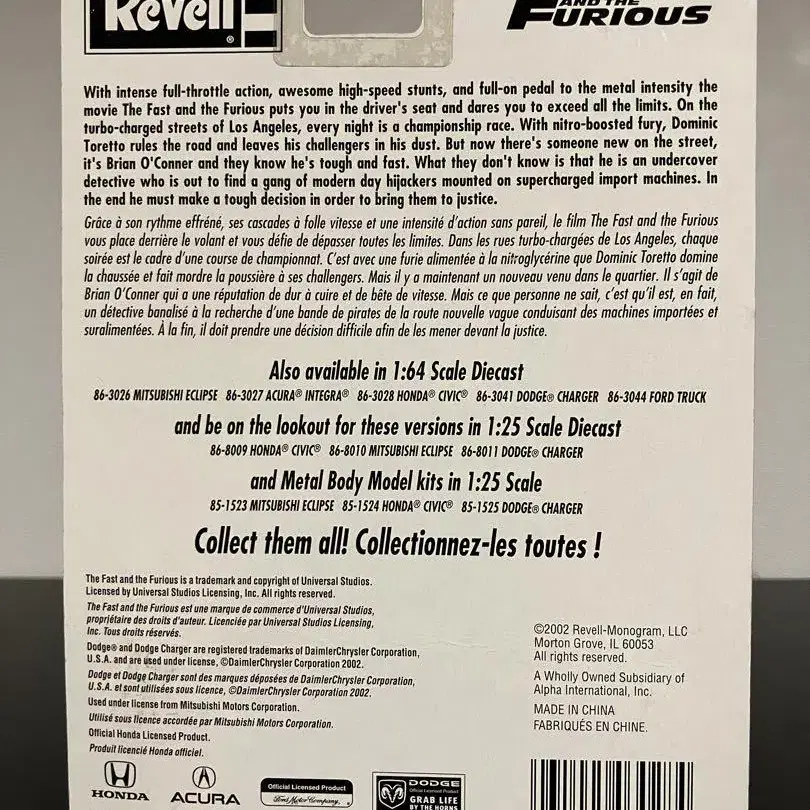 Revell ®
AND THE
FURIOUS
With intense full-throttle action, awesome high-speed stunts, and full-on pedal to the metal intensity the
movie The Fast and the Furious puts you in the driver's seat and dares you to exceed all the limits. On the
turbo-charged streets of Los Angeles, every night is a championship race. With nitro-boosted fury, Dominic
Toretto rules the road and leaves his challengers in his dust. But now there's someone new on the street,
it's Brian O'Conner and they know he's tough and fast. What they don't know is that he is an undercover
detective who is out to find a gang of modern day hijackers mounted on supercharged import machines. In
the end he must make a tough decision in order to bring them to justice.
Grâce à son rythme effréné, ses cascades à folle vitesse et une intensité d'action sans pareil, le film The Fast and the Furious
vous place derrière le volant et vous défie de dépasser toutes les limites. Dans les rues turbo-chargées de Los Angeles, chaque
soirée est le cadre d'une course de championnat. C'est avec une furie alimentée à la nitroglycérine que Dominic Toretto domine
la chaussée et fait mordre la poussière à ses challengers. Mais il y a maintenant un nouveau venu dans le quartier. Il s'agit de
Brian O'Conner qui a une réputation de dur à cuire et de bête de vitesse. Mais ce que personne ne sait, c'est qu'il est, en fait,
un détective banalisé à la recherche d'une bande de pirates de la route nouvelle vague conduisant des machines importées et
suralimentées. À la fin, il doit prendre une décision difficile afin de les mener devant la justice.
Also available in 1:64 Scale Diecast
86-3026 MITSUBISHI ECLIPSE 86-3027 ACURA® INTEGRA® 86-3028 HONDA® CIVIC® 86-3041 DODGE® CHARGER 86-3044 FORD TRUCK
and be on the lookout for these versions in 1:25 Scale Diecast
86-8009 HONDA® CIVIC® 86-8010 MITSUBISHI ECLIPSE 86-8011 DODGE® CHARGER
and Metal Body Model kits in 1:25 Scale
85-1523 MITSUBISHI ECLIPSE 85-1524 HONDA® CIVIC® 85-1525 DODGE® CHARGER
Collect them all! Collectionnez-les toutes !
The Fast and the Furious is a trademark and copyright of Universal Studios.
Licensed by Universal Studios Licensing, Inc. All rights reserved.
The Fast and the Furious est une marque de commerce d'Universal Studios,
propriétaire des droits d'auteur. Licenciée par Universal Studios Licensing,
Inc. Tous droits réservés.
Dodge® and Dodge Charger are registered trademarks of DaimlerChrysler Corporation,
U.S.A. and are used under license, ©DaimlerChrysler Corporation 2002.
Dodge et Dodge Charger sont des marques déposées de DaimlerChrysler Corporation,
U.S.A. et sont utilisées sous licence, ©DaimlerChrysler Corporation 2002.
Used under license from Mitsubishi Motors Corporation.
Utilisé sous licence accordée par Mitsubishi Motors Corporation.
Official Honda Licensed Product.
Produit licencié Honda officiel.
©2002 Revell-Monogram, LLC
Morton Grove, IL 60053
All rights reserved.
A Wholly Owned Subsidiary of
Alpha International, Inc.
MADE IN CHINA
FABRIQUÉS EN CHINE.
HONDA
ACURA
Official Licensed Product
Ford Motor Company,
DODGE
Official Licensed Product
GRAB LIFE
BY THE HORNS